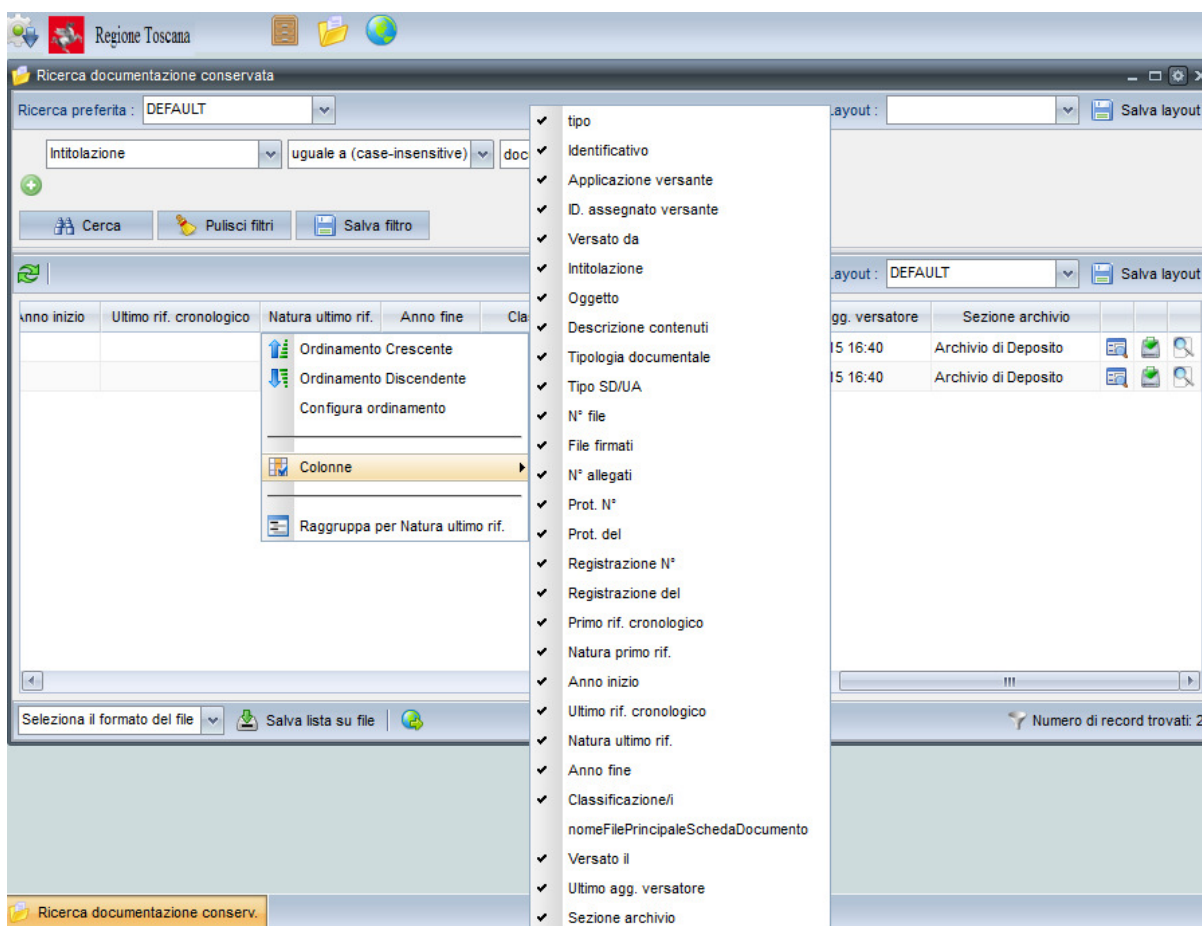 Regione Toscana
Ricerca documentazione conservata
Ricerca preferita : DEFAULT
ayout :
Salva layout
Intitolazione
uguale a (case-insensitive)
doc
Cerca
Pulisci filtri
Salva filtro
ayout : DEFAULT
Salva layout
nno inizio
Ultimo rif. cronologico
Natura ultimo rif.
Anno fine
Cla
gg. versatore
Sezione archivio
15 16:40
Archivio di Deposito
15 16:40
Archivio di Deposito
Ordinamento Crescente
Ordinamento Discendente
Configura ordinamento
Colonne
Raggruppa per Natura ultimo rif.
tipo
Identificativo
Applicazione versante
ID. assegnato versante
Versato da
Intitolazione
Oggetto
Descrizione contenuti
Tipologia documentale
Tipo SD/UA
N° file
File firmati
N° allegati
Prot. N°
Prot. del
Registrazione N°
Registrazione del
Primo rif. cronologico
Natura primo rif.
Anno inizio
Ultimo rif. cronologico
Natura ultimo rif.
Anno fine
Classificazione/i
nomeFilePrincipaleSchedaDocumento
Versato il
Ultimo agg. versatore
Sezione archivio
Seleziona il formato del file
Salva lista su file
Numero di record trovati: 2
Ricerca documentazione conserv.